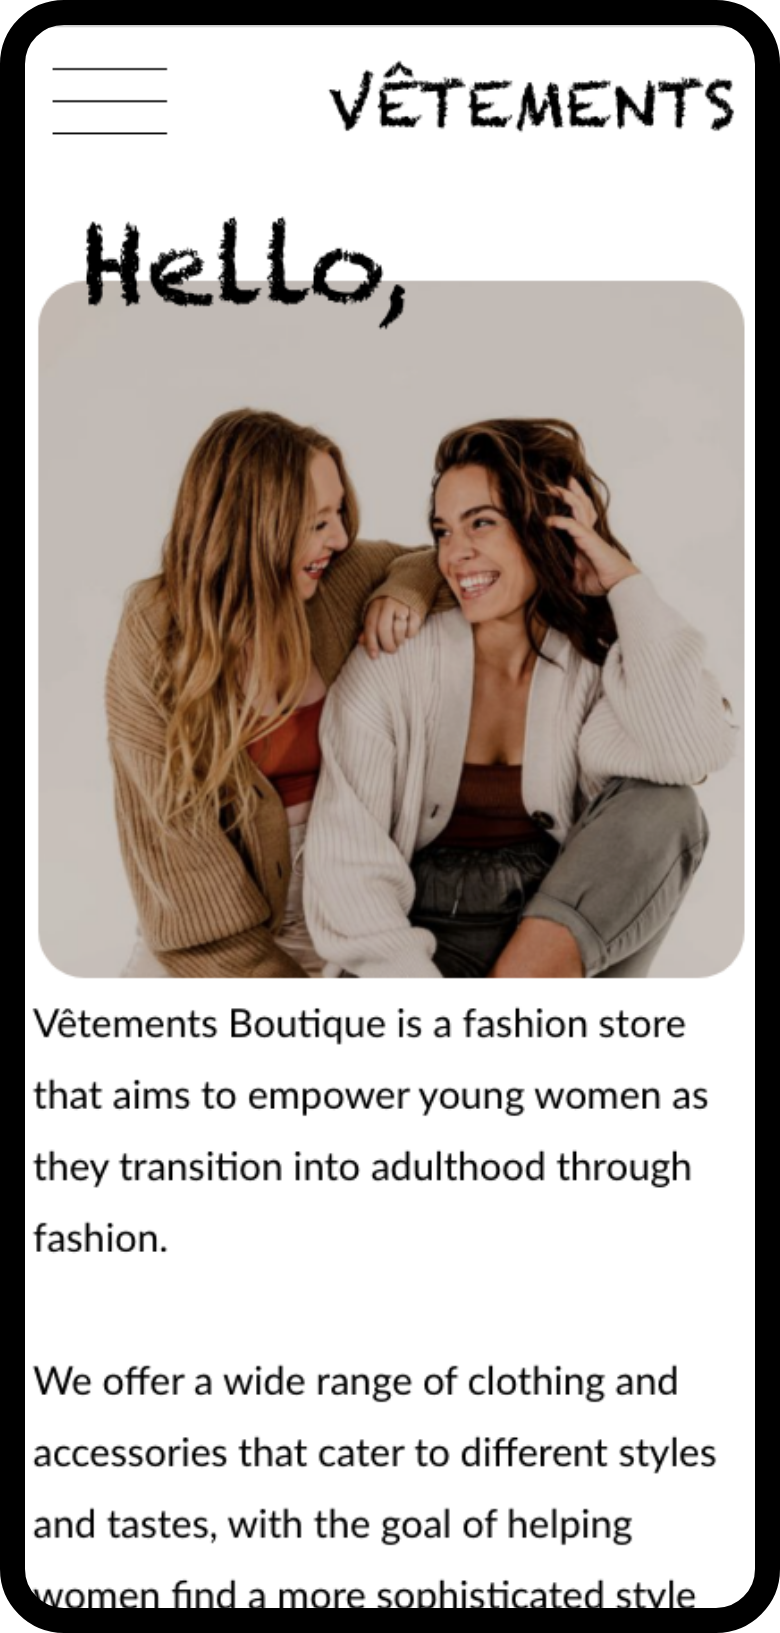 VÊTEMENTS
Hello,
Vêtements Boutique is a fashion store
that aims to empower young women as
they transition into adulthood through
fashion.
We offer a wide range of clothing and
accessories that cater to different styles
and tastes, with the goal of helping
women find a more sophisticated style